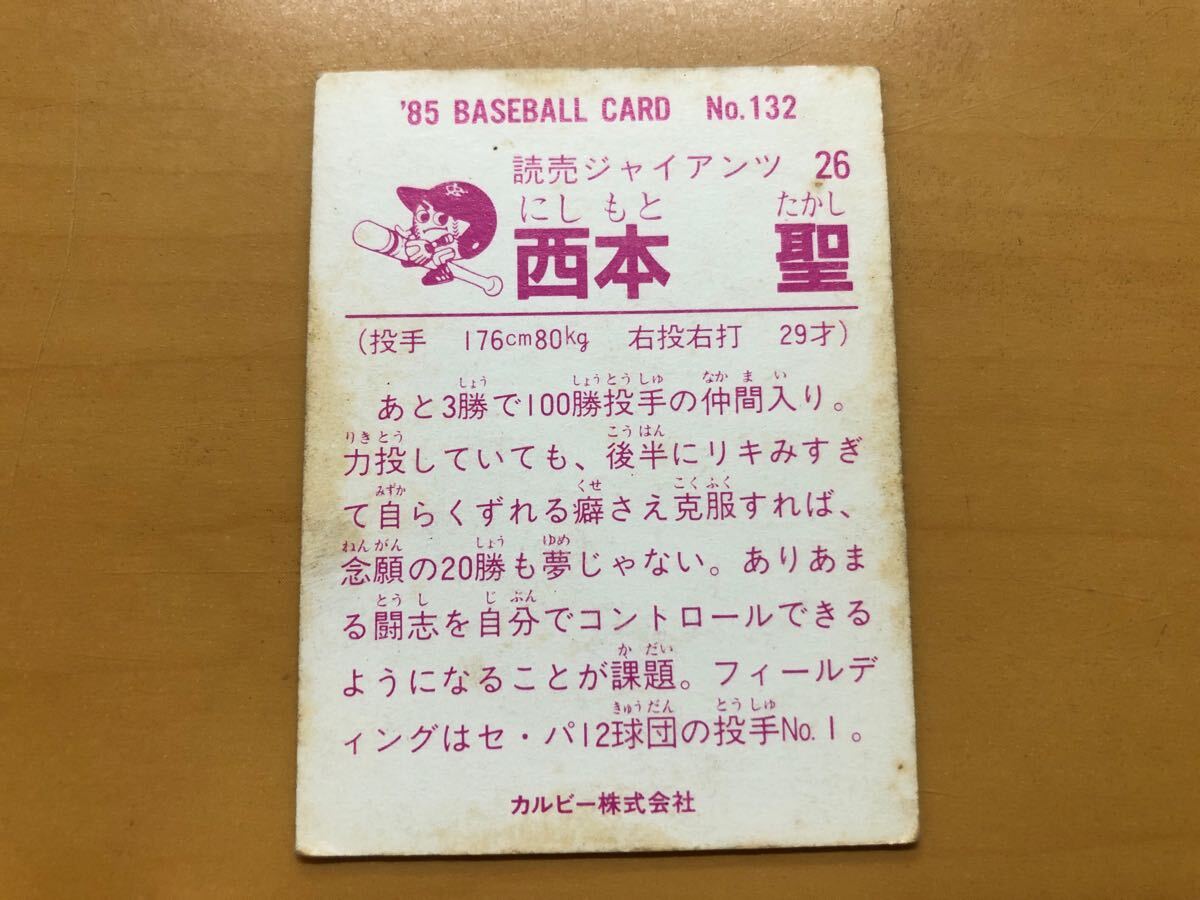 '85 BASEBALL CARD No.132
読売ジャイアンツ 26
にし もと たかし
西本 聖
(投手 176cm80kg 右投右打 29才)
しょう しょうとうしゅ なか ま い
あと3勝で100勝投手の仲間入り。
りきとう こうはん
力投していても、後半にリキみすぎ
みずか くせ こくふく
て自らくずれる癖さえ克服すれば、
ねんがん しょう ゆめ
念願の20勝も夢じゃない。ありあま
とう し じ ぶん
る闘志を自分でコントロールできる
か だい
ようになることが課題。フィールデ
きゅうだん とう しゅ
ィングはセ・パ12球団の投手No.1。
カルビー株式会社